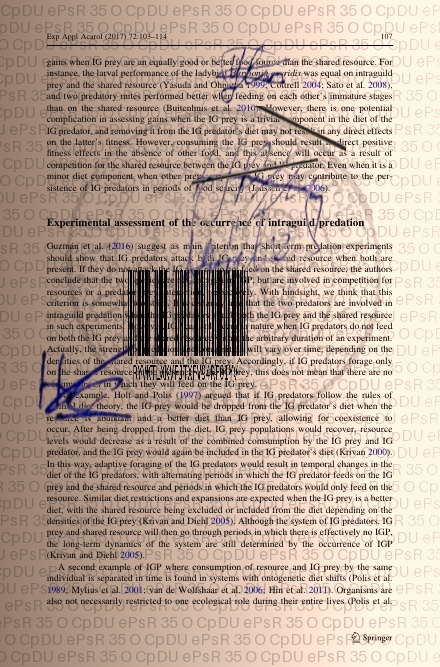 Exp Appl Acarol (2017) 72:103–114 107
gains when IG prey are an equally good or better food source than the shared resource. For
instance, the larval performance of the ladybug was equal on intraguild
prey and the shared resource (Yasuda and Ohnuma 1999; Cottrell 2004; Sato et al. 2008),
and two predatory mites performed better when feeding on each other's immature stages
than on the shared resource (Buitenhuis et al. 2010). However, there is one potential
complication in assessing gains when the IG prey is a trivial component in the diet of the
IG predator, and removing it from the IG predator's diet may not result in any direct effects
on the latter's fitness. However, consuming the IG prey should result in direct positive
fitness effects in the absence of other food, and this absence will occur as a result of
competition for the shared resource between IG prey and IG predator. Even when it is a
minor diet component when other prey IG prey may contribute to the per-
sistence of IG predators in periods of food scarcity (Janssen et al. 2006).
Experimental assessment of the occurrence of intraguild predation
Guzmán et al. (2016) suggest as main criterion that short-term predation experiments
should show that IG predators attack both IG prey and shared resource when both are
present. If they do not attack the IG on the shared resource, the authors
conclude that the two IGP, but are involved in competition for
resources or a predator With hindsight, we think that this
criterion is somewhat that the two predators are involved in
intraguild predation both the IG prey and the shared resource
in such experiments. nature when IG predators do not feed
on both the IG prey arbitrary duration of an experiment.
Generally, the strength will vary over time, depending on the
densities of the shared resource and the IG prey. Accordingly, if IG predators forage only
on the shared resource prey, this does not mean that there are no
in which they will feed on the IG prey.
example, Holt and Polis (1997) argued that if IG predators follow the rules of
diet theory, the IG prey would be dropped from the IG predator's diet when the
is abundant and a better diet than IG prey, allowing for coexistence to
occur. After being dropped from the diet. IG prey populations would recover, resource
levels would decrease as a result of the combined consumption by the IG prey and IG
predator, and the IG prey would again be included in the IG predator's diet (Krivan 2000).
In this way, adaptive foraging of the IG predators would result in temporal changes in the
diet of the IG predators, with alternating periods in which the IG predator feeds on the IG
prey and the shared resource and periods in which the IG predators would only feed on the
resource. Similar diet restrictions and expansions are expected when the IG prey is a better
diet, with the shared resource being excluded or included from the diet depending on the
densities of the IG prey (Krivan and Diehl 2005). Although the system of IG predators, IG
prey and shared resource will then go through periods in which there is effectively no IGP,
the long-term dynamics of the system are still determined by the occurrence of IGP
(Krivan and Diehl 2005).
A second example of IGP where consumption of resource and IG prey by the same
individual is separated in time is found in systems with ontogenetic diet shifts (Polis et al.
1989; Mylius et al. 2001; van de Wolfshaar et al. 2006; Hin et al. 2011). Organisms are
also not necessarily restricted to one ecological role during their entire lives (Polis et al.
Springer